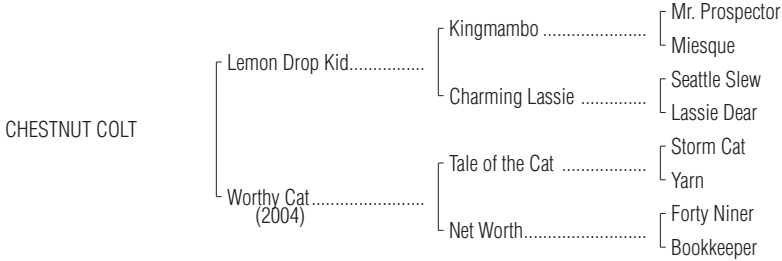 Mr. Prospector
Kingmambo ......................
Miesque
Lemon Drop Kid................
Seattle Slew
Charming Lassie ..............
Lassie Dear
CHESTNUT COLT
Storm Cat
Tale of the Cat ..................
Yarn
Worthy Cat........................
(2004)
Forty Niner
Net Worth..........................
Bookkeeper